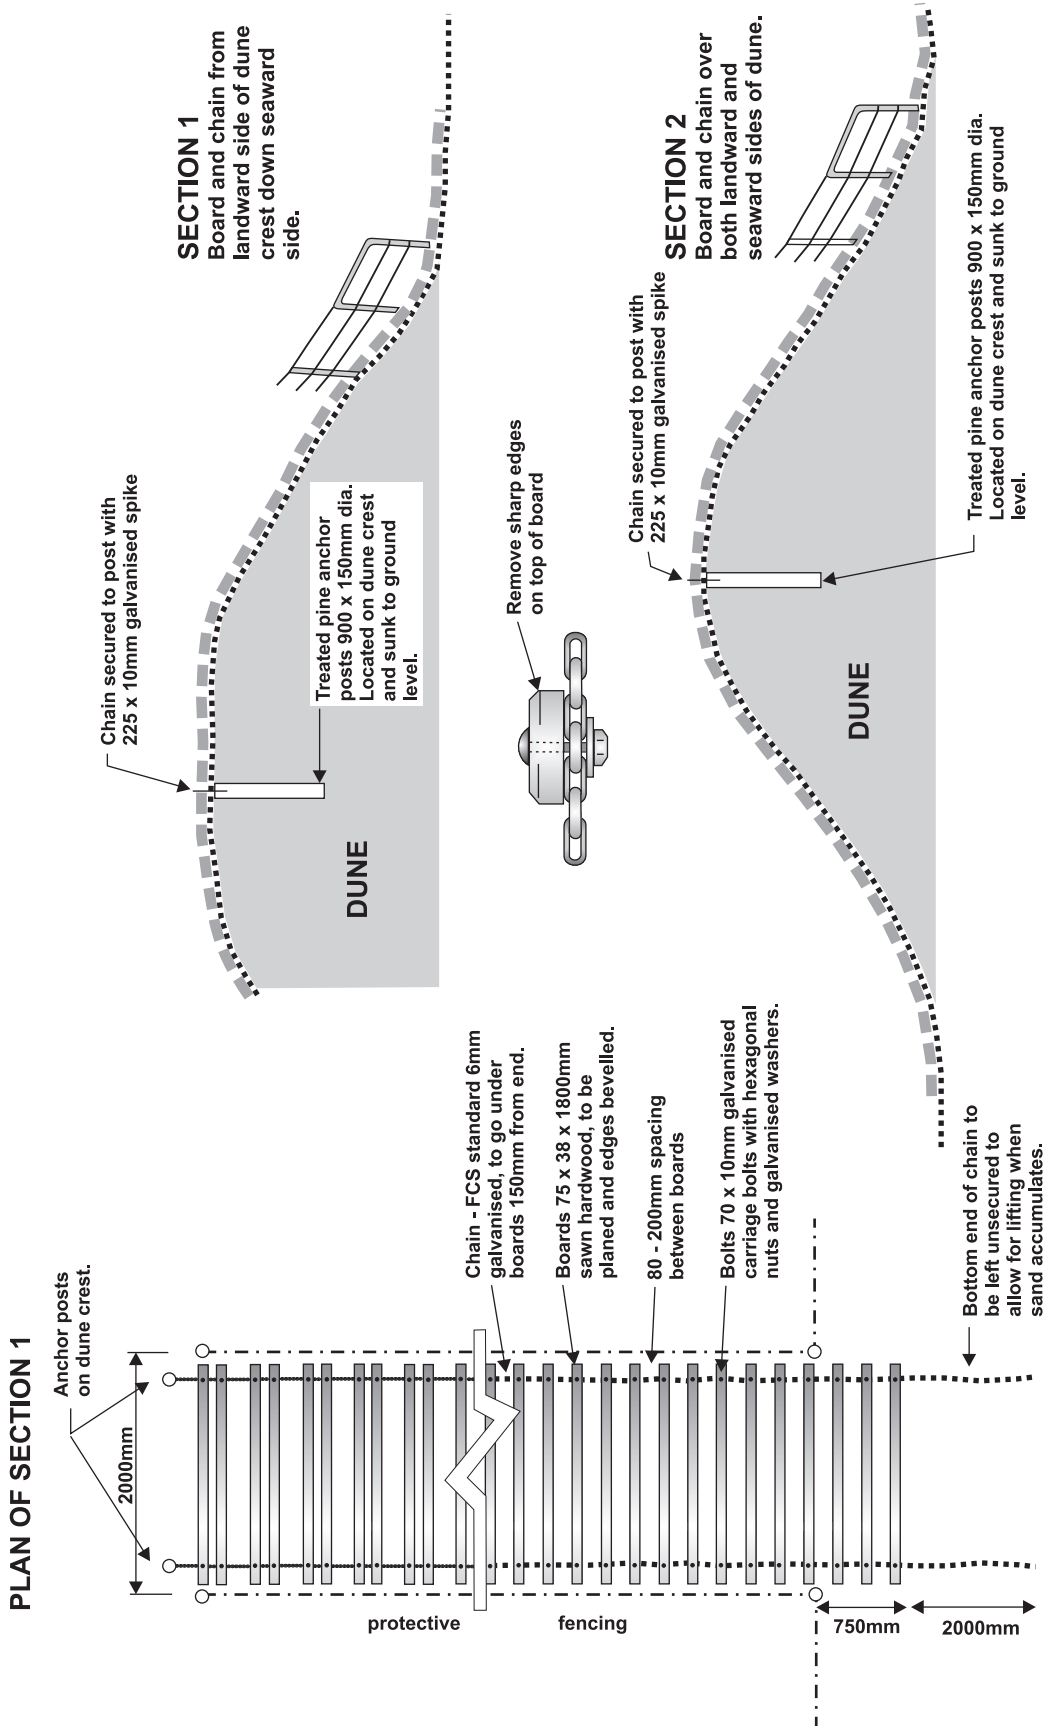 PLAN OF SECTION 1
Anchor posts
on dune crest.
2000mm
protective
fencing
750mm
2000mm
Chain - FCS standard 6mm
galvanised, to go under
boards 150mm from end.
Boards 75 x 38 x 1800mm
sawn hardwood, to be
planed and edges bevelled.
80 - 200mm spacing
between boards
Bolts 70 x 10mm galvanised
carriage bolts with hexagonal
nuts and galvanised washers.
Bottom end of chain to
be left unsecured to
allow for lifting when
sand accumulates.
SECTION 1
Board and chain from
landward side of dune
crest down seaward
side.
Chain secured to post with
225 x 10mm galvanised spike
Treated pine anchor
posts 900 x 150mm dia.
Located on dune crest
and sunk to ground
level.
DUNE
Remove sharp edges
on top of board
SECTION 2
Board and chain over
both landward and
seaward sides of dune.
Chain secured to post with
225 x 10mm galvanised spike
DUNE
Treated pine anchor posts 900 x 150mm dia.
Located on dune crest and sunk to ground
level.